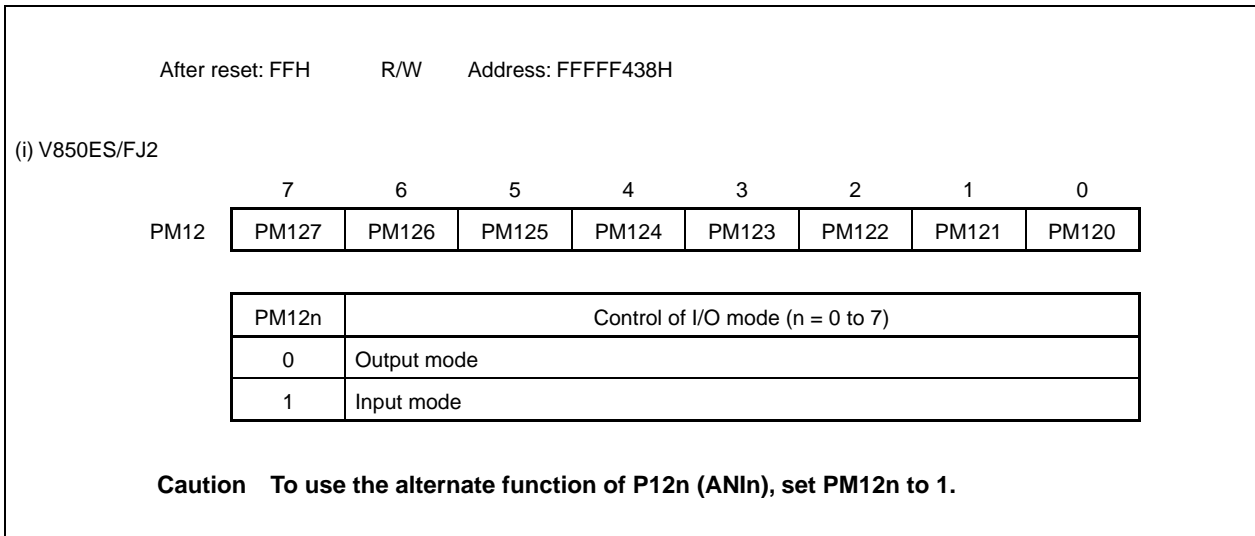 After reset: FFH R/W Address: FFFFF438H
(i) V850ES/FJ2
7 6 5 4 3 2 1 0
PM12 PM127 PM126 PM125 PM124 PM123 PM122 PM121 PM120
PM12n Control of I/O mode (n = 0 to 7)
0 Output mode
1 Input mode
Caution To use the alternate function of P12n (ANIn), set PM12n to 1.